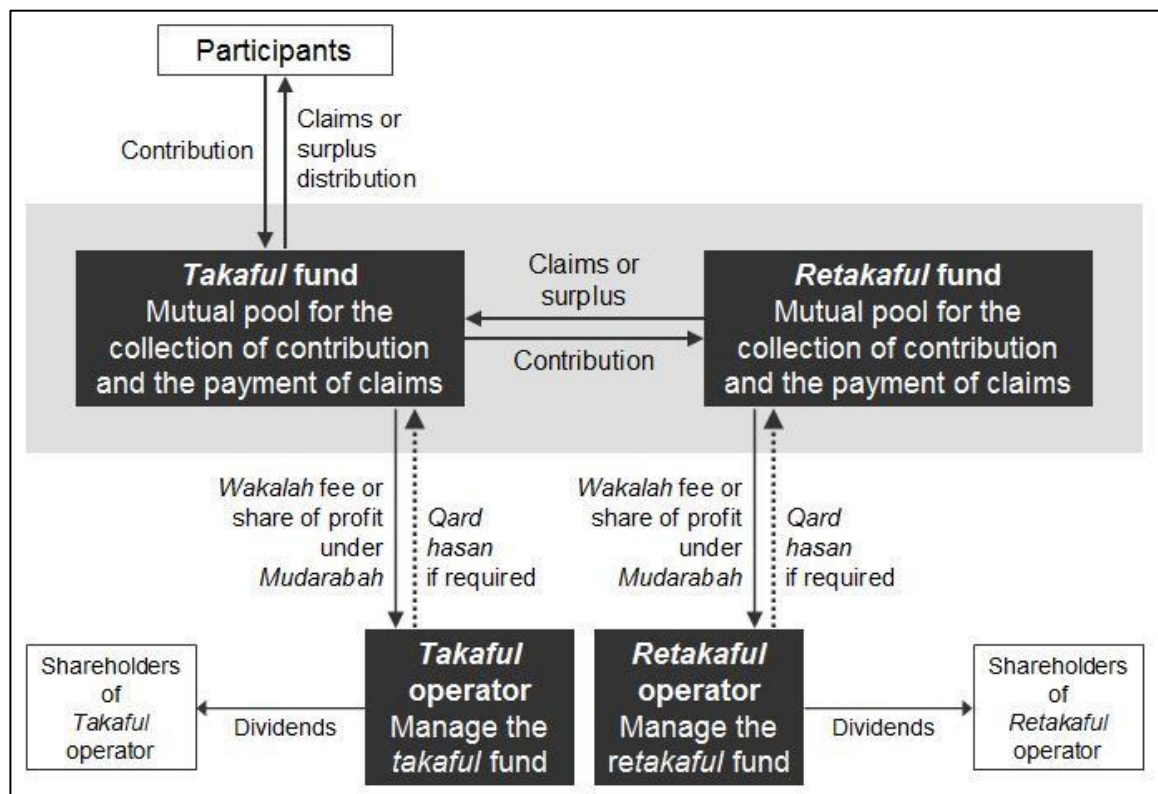 Participants
Contribution
Claims or
surplus
distribution
Takaful fund
Mutual pool for the
collection of contribution
and the payment of claims
Claims or
surplus
Contribution
Retakaful fund
Mutual pool for the
collection of contribution
and the payment of claims
Wakalah fee or
share of profit
under
Mudarabah
Qard
hasan
if required
Wakalah fee or
share of profit
under
Mudarabah
Qard
hasan
if required
Shareholders
of
Takaful
operator
Dividends
Takaful
operator
Manage the
takaful fund
Retakaful
operator
Manage the
retakaful fund
Dividends
Shareholders
of
Retakaful
operator